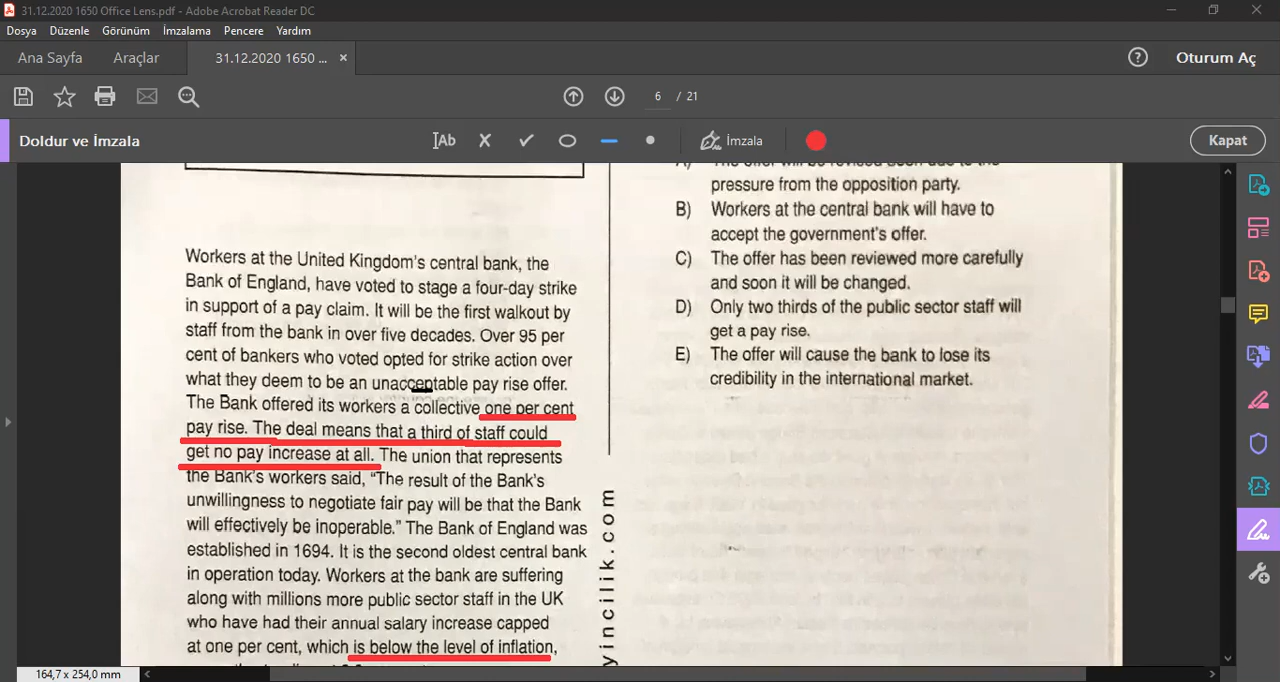 31.12.2020 1650 Office Lens.pdf - Adobe Acrobat Reader DC
Dosya Düzenle Görünüm İmzalama Pencere Yardım
Ana Sayfa Araçlar 31.12.2020 1650 ... × ? Oturum Aç
6 / 21
Doldur ve İmzala Ab İmzala Kapat
Workers at the United Kingdom's central bank, the
Bank of England, have voted to stage a four-day strike
in support of a pay claim. It will be the first walkout by
staff from the bank in over five decades. Over 95 per
cent of bankers who voted opted for strike action over
what they deem to be an unacceptable pay rise offer.
The Bank offered its workers a collective one per cent
pay rise. The deal means that a third of staff could
get no pay increase at all. The union that represents
the Bank's workers said, “The result of the Bank's
unwillingness to negotiate fair pay will be that the Bank
will effectively be inoperable.” The Bank of England was
established in 1694. It is the second oldest central bank
in operation today. Workers at the bank are suffering
along with millions more public sector staff in the UK
who have had their annual salary increase capped
at one per cent, which is below the level of inflation,
yincilik.com
A) The offer will be revised soon due to the
pressure from the opposition party.
B) Workers at the central bank will have to
accept the government's offer.
C) The offer has been reviewed more carefully
and soon it will be changed.
D) Only two thirds of the public sector staff will
get a pay rise.
E) The offer will cause the bank to lose its
credibility in the international market.
164,7 x 254,0 mm